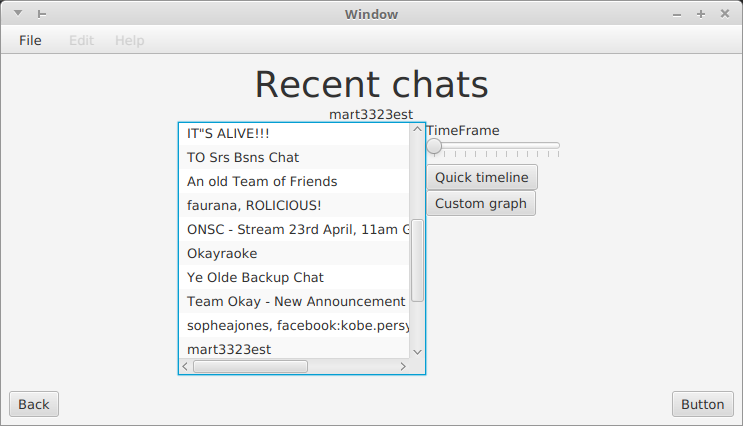 Window
File Edit Help
Recent chats
mart3323est
IT"S ALIVE!!!
TO Srs Bsns Chat
An old Team of Friends
faurana, ROLICIOUS!
ONSC - Stream 23rd April, 11am G
Okayraoke
Ye Olde Backup Chat
Team Okay - New Announcement
sopheajones, facebook:kobe.persy
mart3323est
TimeFrame
Quick timeline
Custom graph
Back
Button